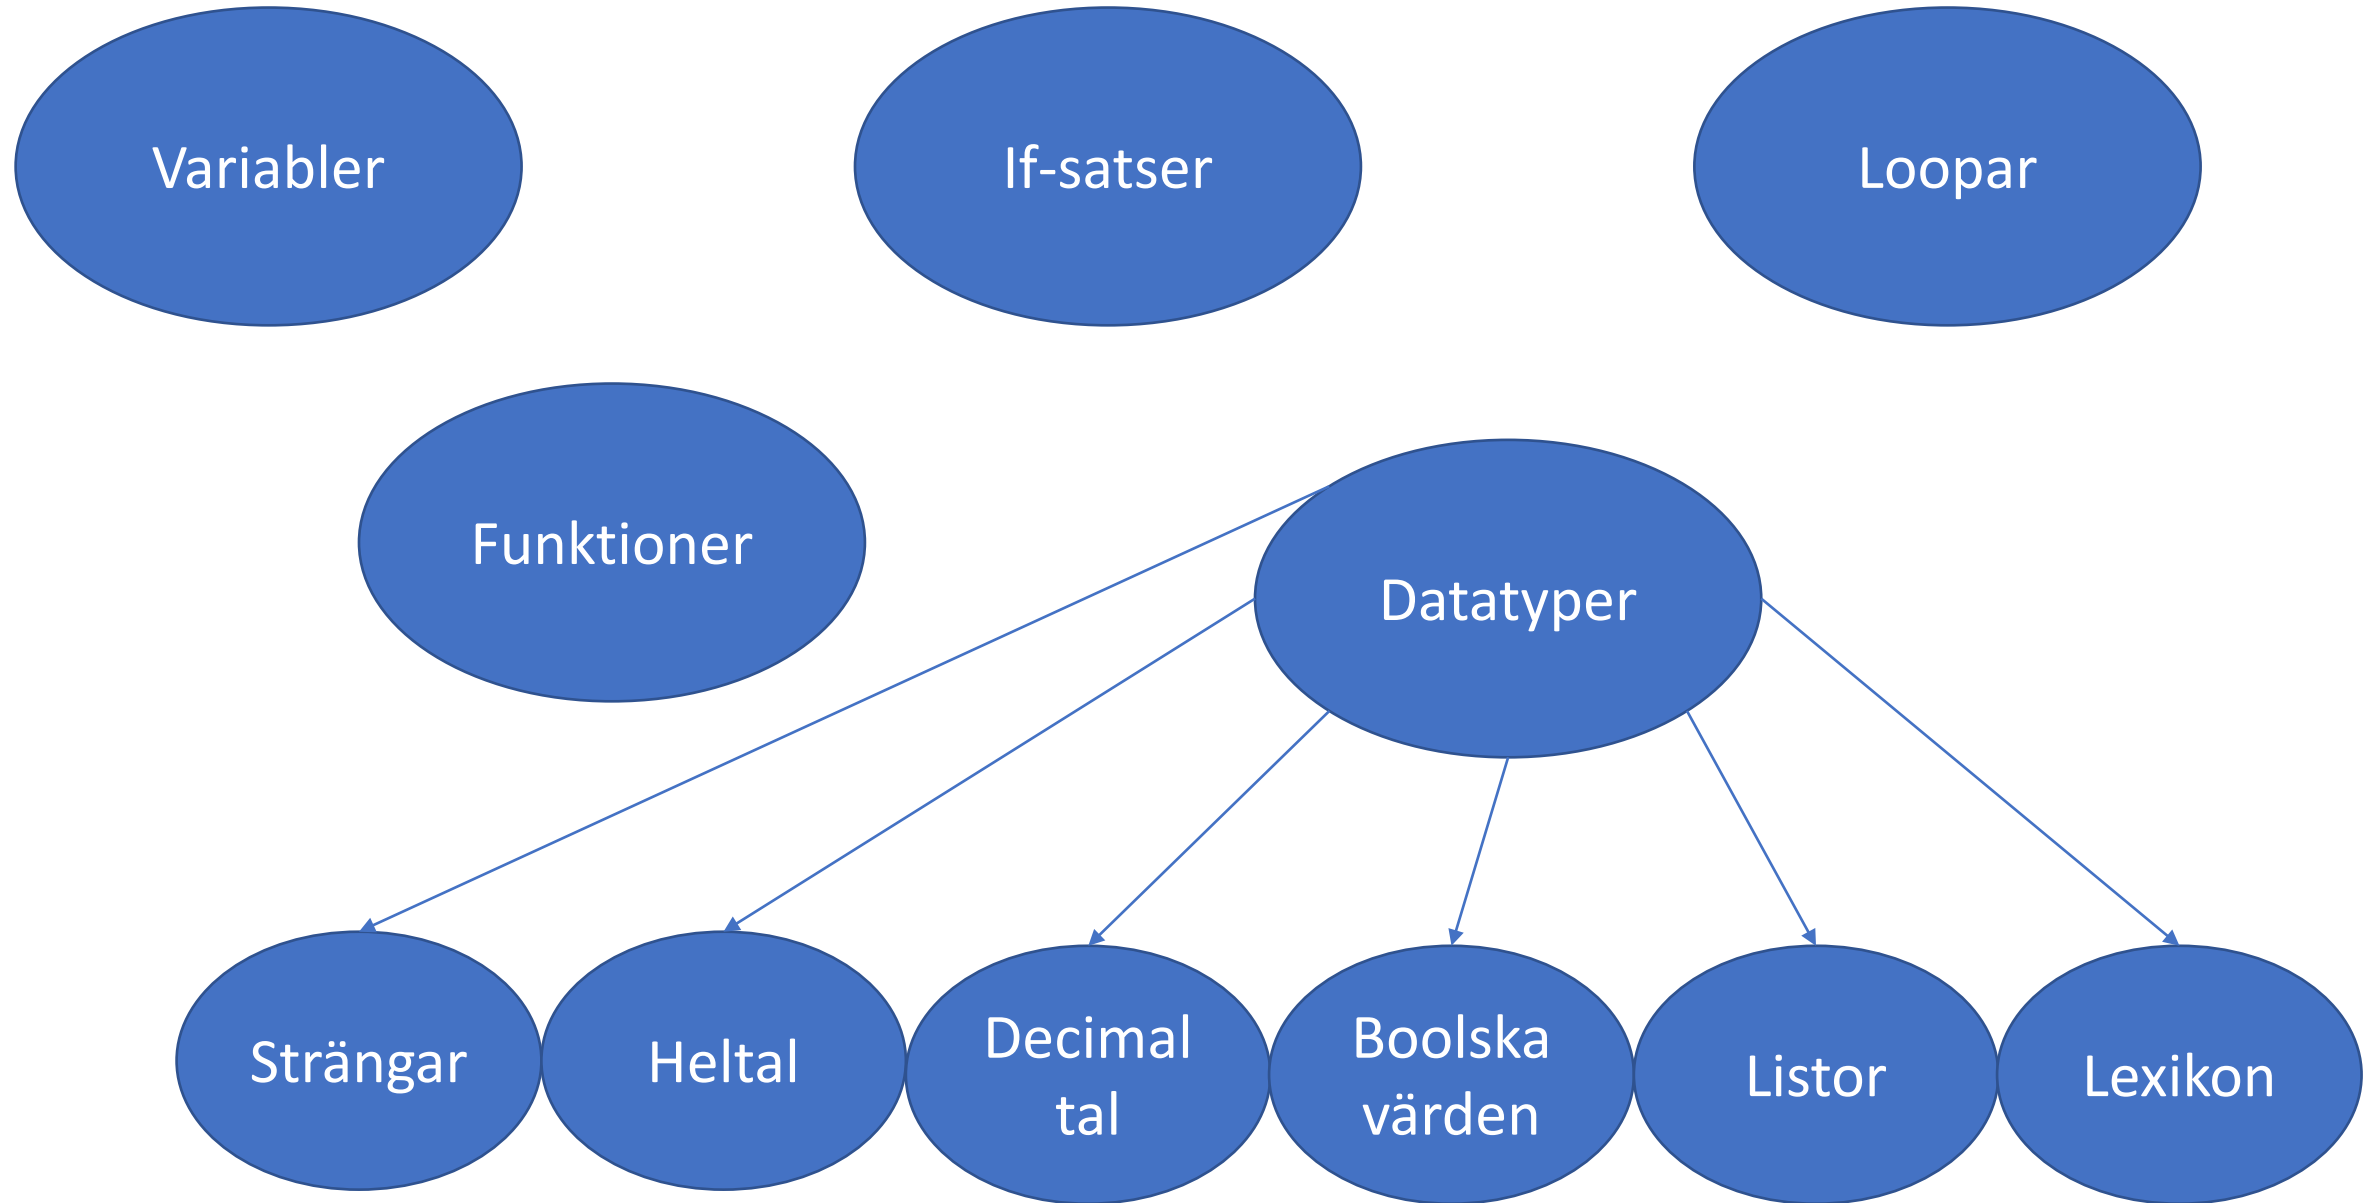 Variabler
If-satser
Loopar
Funktioner
Datatyper
Strängar
Heltal
Decimal
tal
Boolska
värden
Listor
Lexikon